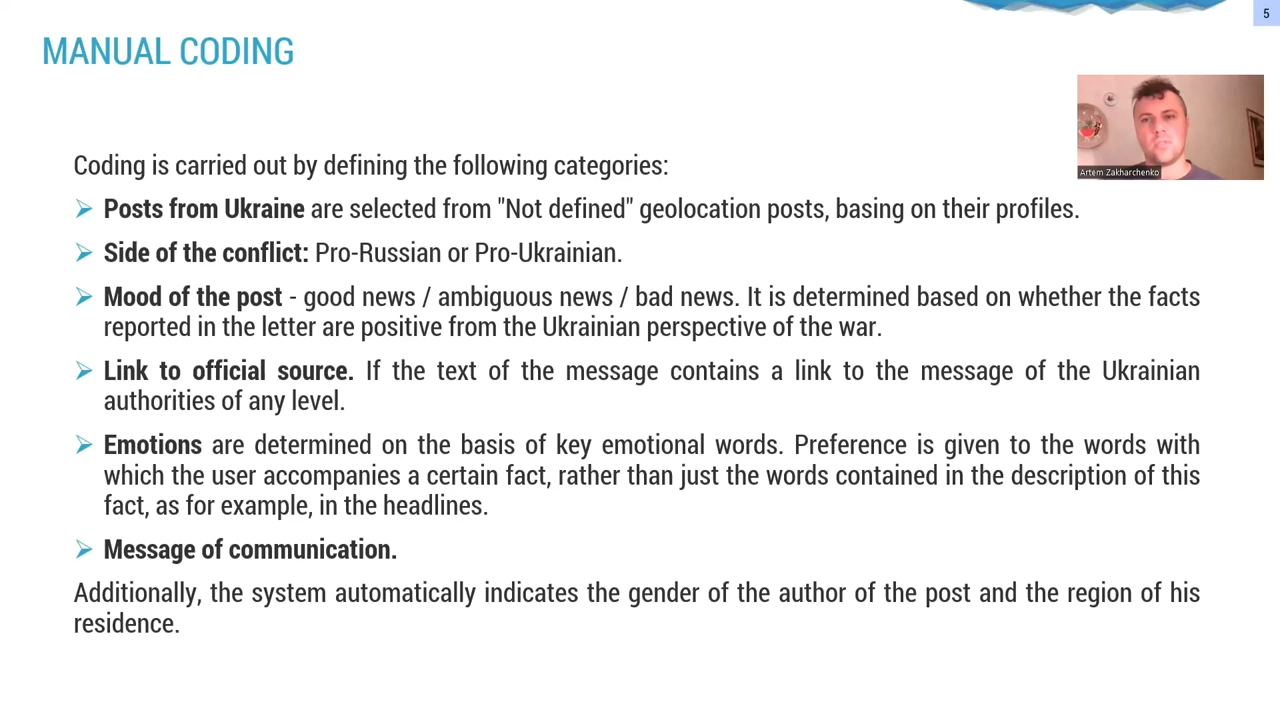 5
MANUAL CODING
Artem Zakharchenko
Coding is carried out by defining the following categories:
Posts from Ukraine are selected from "Not defined" geolocation posts, basing on their profiles.
Side of the conflict: Pro-Russian or Pro-Ukrainian.
Mood of the post - good news / ambiguous news / bad news. It is determined based on whether the facts
reported in the letter are positive from the Ukrainian perspective of the war.
Link to official source. If the text of the message contains a link to the message of the Ukrainian
authorities of any level.
Emotions are determined on the basis of key emotional words. Preference is given to the words with
which the user accompanies a certain fact, rather than just the words contained in the description of this
fact, as for example, in the headlines.
Message of communication.
Additionally, the system automatically indicates the gender of the author of the post and the region of his
residence.